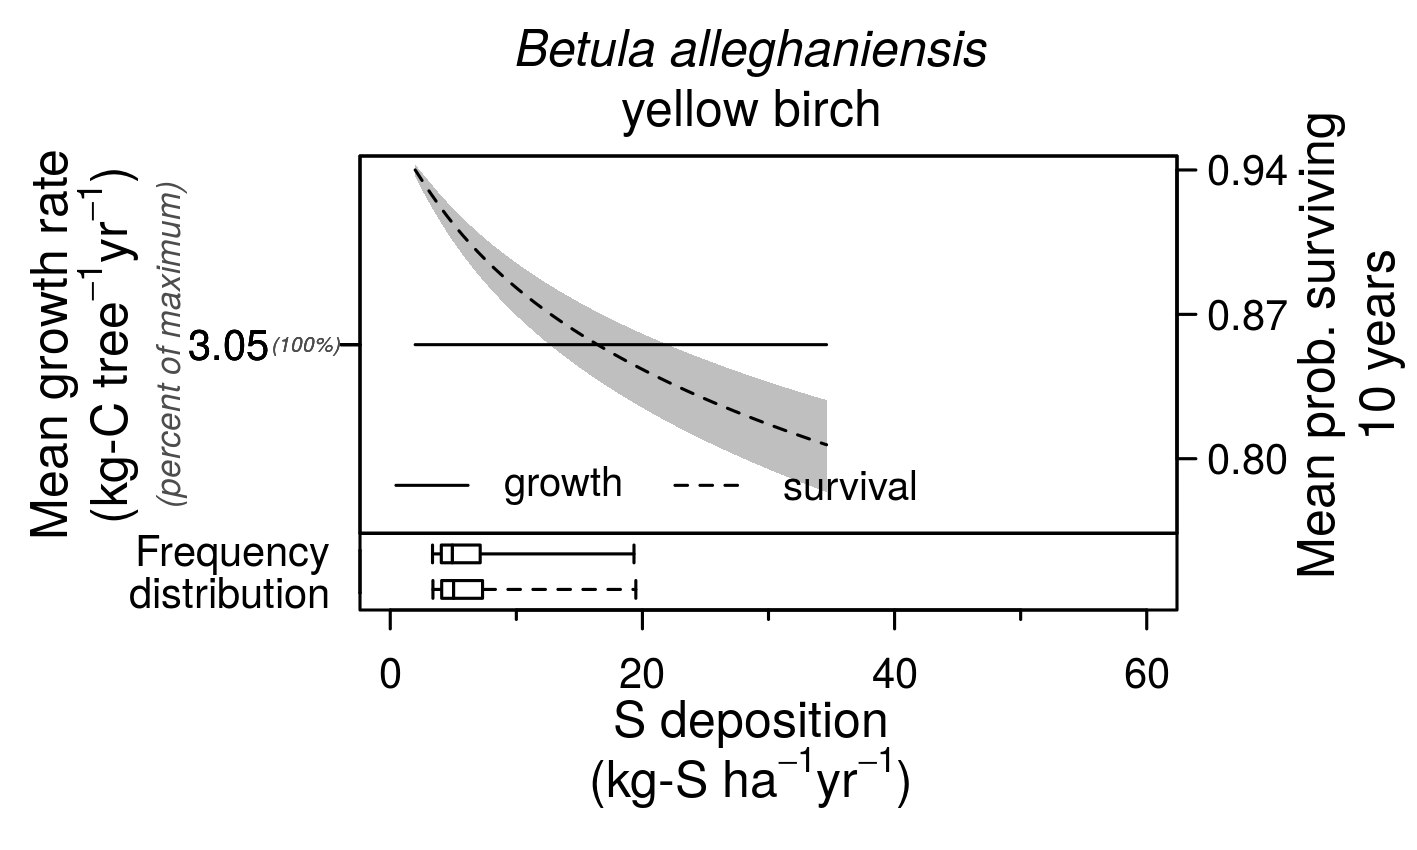 Betula alleghaniensis
yellow birch
Mean growth rate
(kg-C tree⁻¹yr⁻¹)
(percent of maximum)
3.05 (100%)
0.94
0.87
0.80
Mean prob. surviving
10 years
growth
survival
Frequency
distribution
0 20 40 60
S deposition
(kg-S ha⁻¹yr⁻¹)